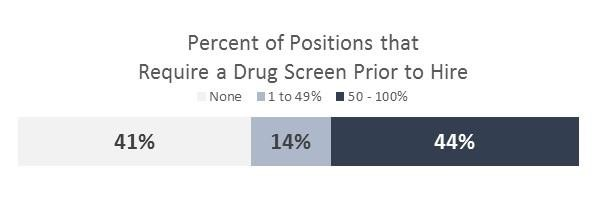 Percent of Positions that
Require a Drug Screen Prior to Hire
None 1 to 49% 50 - 100%
41% 14% 44%